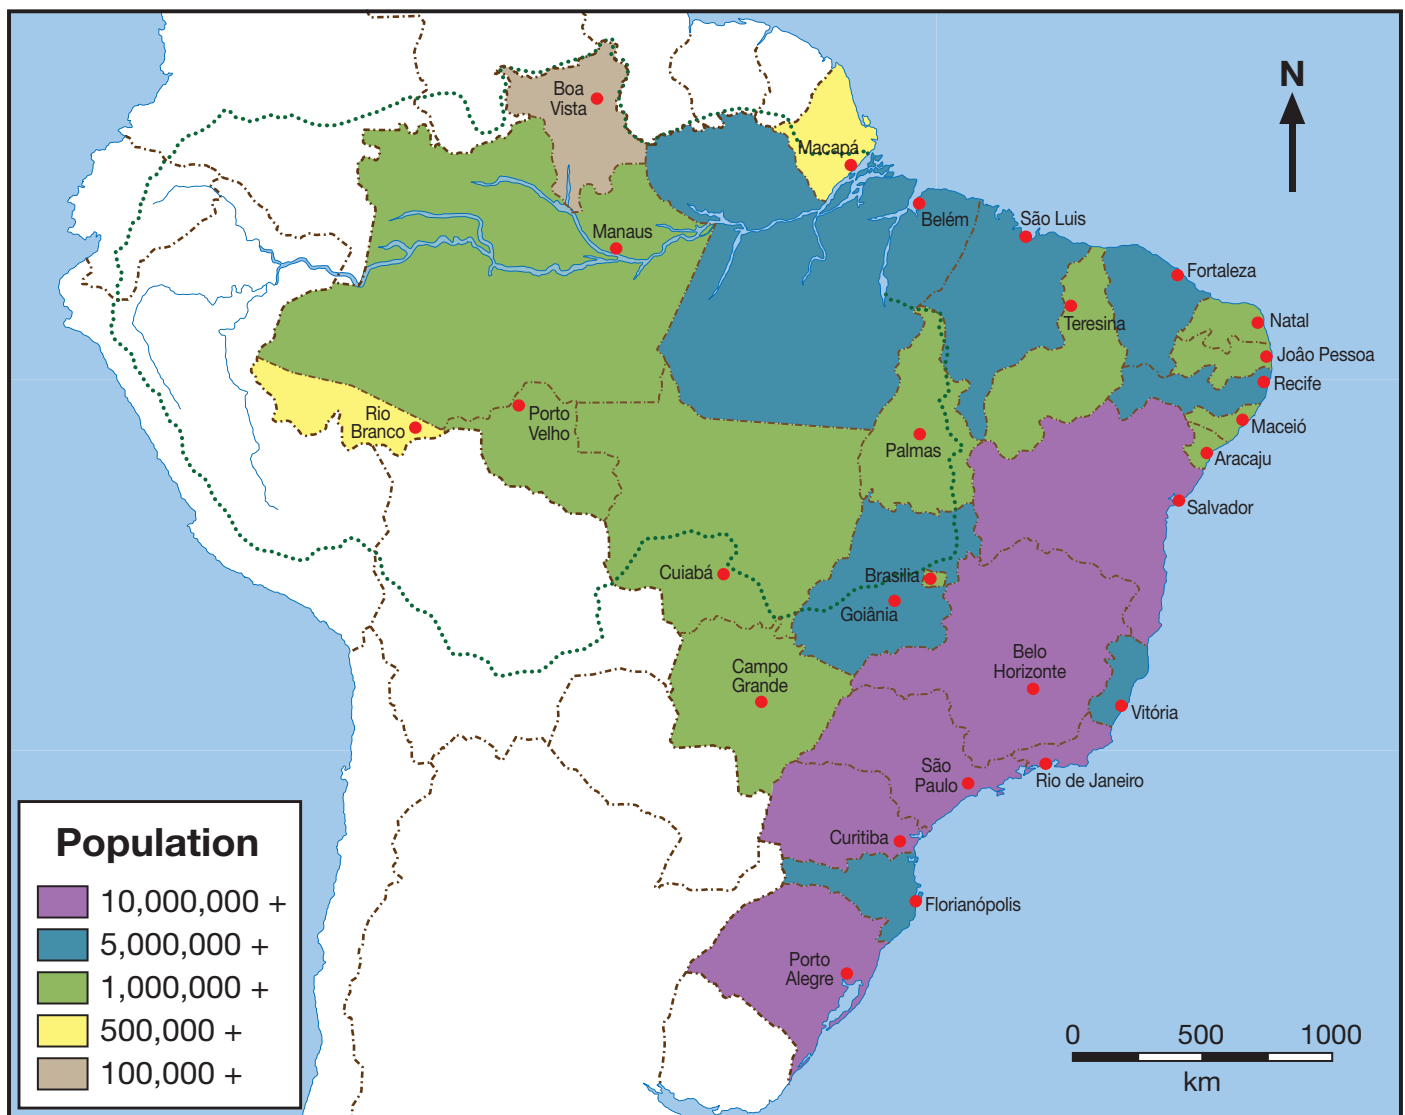 N
Boa
Vista
Macapá
Belém
São Luis
Manaus
Fortaleza
Teresina
Natal
Joâo Pessoa
Recife
Rio
Branco
Porto
Velho
Maceió
Palmas
Aracaju
Salvador
Cuiabá
Brasilia
Goiânia
Campo
Grande
Belo
Horizonte
Vitória
São
Paulo
Rio de Janeiro
Curitiba
Florianópolis
Porto
Alegre
Population
10,000,000 +
5,000,000 +
1,000,000 +
500,000 +
100,000 +
0 500 1000
km